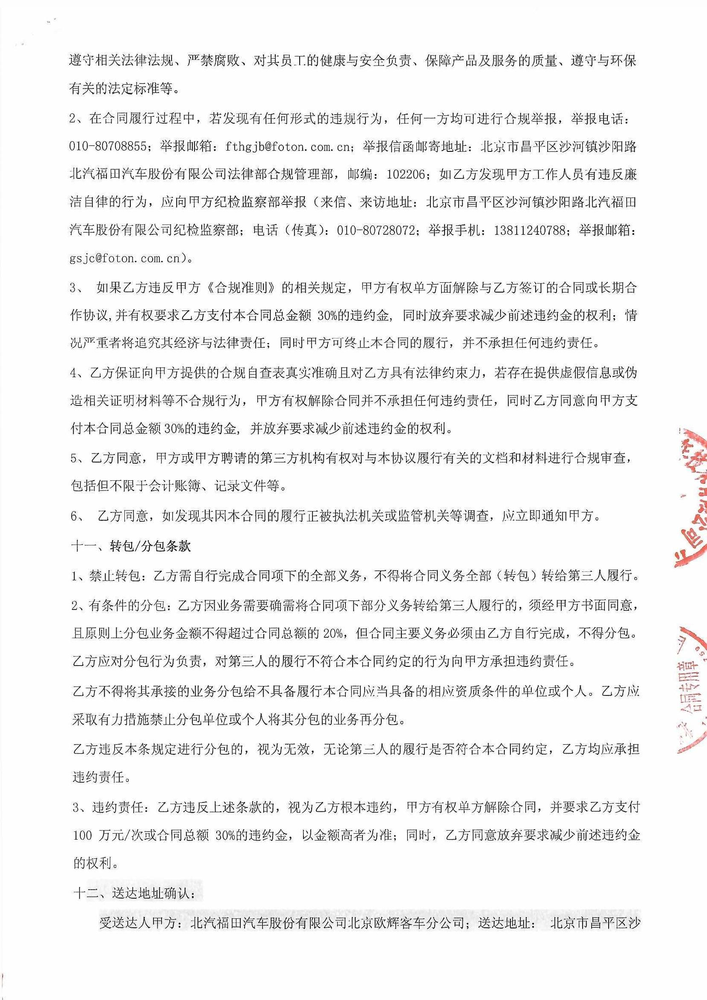 遵守相关法律法规、严禁腐败、对其员工的健康与安全负责、保障产品及服务的质量、遵守与环保
有关的法定标准等。
2、在合同履行过程中，若发现有任何形式的违规行为，任何一方均可进行合规举报，举报电话：
010-80708855；举报邮箱：fthgjb@foton.com.cn；举报信函邮寄地址：北京市昌平区沙河镇沙阳路
北汽福田汽车股份有限公司法律部合规管理部，邮编：102206；如乙方发现甲方工作人员有违反廉
洁自律的行为，应向甲方纪检监察部举报（来信、来访地址：北京市昌平区沙河镇沙阳路北汽福田
汽车股份有限公司纪检监察部；电话（传真）：010-80728072；举报手机：13811240788；举报邮箱：
gsjc@foton.com.cn）。
3、 如果乙方违反甲方《合规准则》的相关规定，甲方有权单方面解除与乙方签订的合同或长期合
作协议,并有权要求乙方支付本合同总金额 30%的违约金, 同时放弃要求减少前述违约金的权利；情
况严重者将追究其经济与法律责任；同时甲方可终止本合同的履行，并不承担任何违约责任。
4、乙方保证向甲方提供的合规自查表真实准确且对乙方具有法律约束力，若存在提供虚假信息或伪
造相关证明材料等不合规行为，甲方有权解除合同并不承担任何违约责任，同时乙方同意向甲方支
付本合同总金额 30%的违约金, 并放弃要求减少前述违约金的权利。
5、乙方同意，甲方或甲方聘请的第三方机构有权对与本协议履行有关的文档和材料进行合规审查，
包括但不限于会计账簿、记录文件等。
6、 乙方同意，如发现其因本合同的履行正被执法机关或监管机关等调查，应立即通知甲方。
十一、转包/分包条款
1、禁止转包：乙方需自行完成合同项下的全部义务，不得将合同义务全部（转包）转给第三人履行。
2、有条件的分包：乙方因业务需要确需将合同项下部分义务转给第三人履行的，须经甲方书面同意，
且原则上分包业务金额不得超过合同总额的 20%，但合同主要义务必须由乙方自行完成，不得分包。
乙方应对分包行为负责，对第三人的履行不符合本合同约定的行为向甲方承担违约责任。
乙方不得将其承接的业务分包给不具备履行本合同应当具备的相应资质条件的单位或个人。乙方应
采取有力措施禁止分包单位或个人将其分包的业务再分包。
乙方违反本条规定进行分包的，视为无效，无论第三人的履行是否符合本合同约定，乙方均应承担
违约责任。
3、违约责任：乙方违反上述条款的，视为乙方根本违约，甲方有权单方解除合同，并要求乙方支付
100 万元/次或合同总额 30%的违约金，以金额高者为准；同时，乙方同意放弃要求减少前述违约金
的权利。
十二、送达地址确认：
受送达人甲方：北汽福田汽车股份有限公司北京欧辉客车分公司；送达地址： 北京市昌平区沙
合同专用章